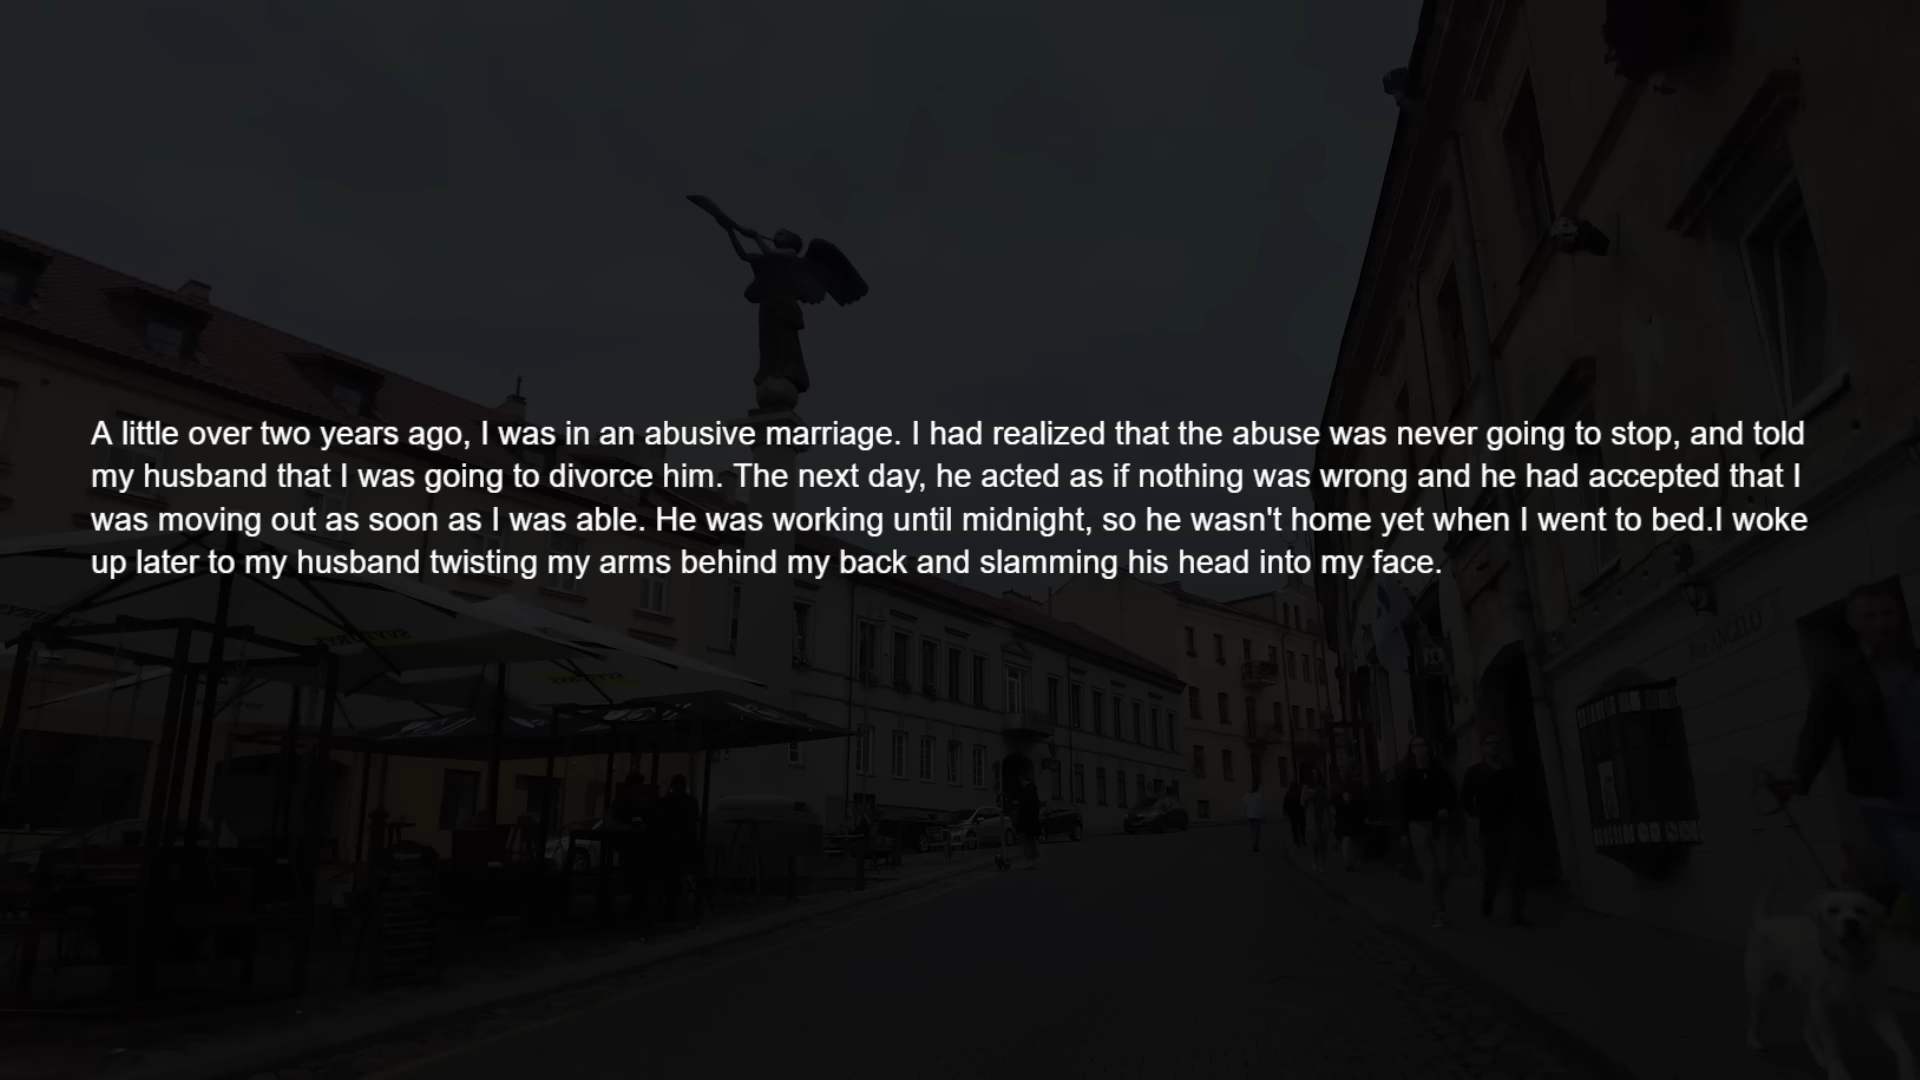 A little over two years ago, I was in an abusive marriage. I had realized that the abuse was never going to stop, and told
my husband that I was going to divorce him. The next day, he acted as if nothing was wrong and he had accepted that I
was moving out as soon as I was able. He was working until midnight, so he wasn't home yet when I went to bed.I woke
up later to my husband twisting my arms behind my back and slamming his head into my face.